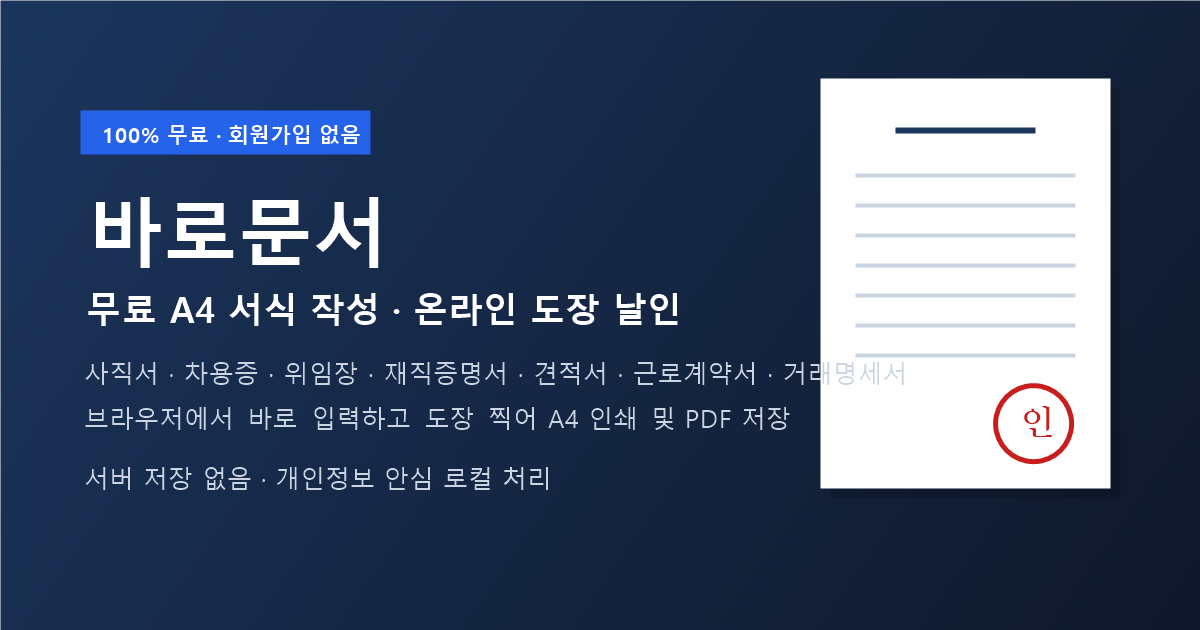 100% 무료 · 회원가입 없음
바로문서
무료 A4 서식 작성 · 온라인 도장 날인
사직서 · 차용증 · 위임장 · 재직증명서 · 견적서 · 근로계약서 · 거래명세서
브라우저에서 바로 입력하고 도장 찍어 A4 인쇄 및 PDF 저장
인
서버 저장 없음 · 개인정보 안심 로컬 처리